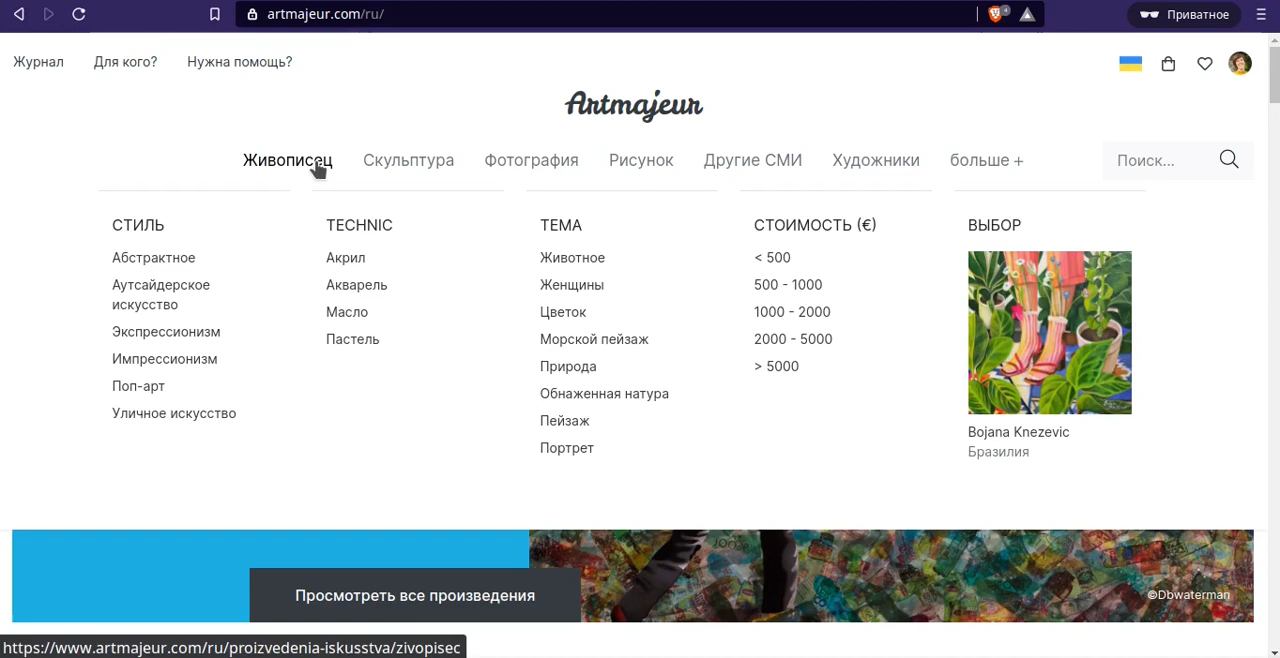 artmajeur.com/ru/
4
Приватное
Журнал Для кого? Нужна помощь?
Artmajeur
Живописец Скульптура Фотография Рисунок Другие СМИ Художники больше +
Поиск...
СТИЛЬ
Абстрактное
Аутсайдерское
искусство
Экспрессионизм
Импрессионизм
Поп-арт
Уличное искусство
TECHNIC
Акрил
Акварель
Масло
Пастель
ТЕМА
Животное
Женщины
Цветок
Морской пейзаж
Природа
Обнаженная натура
Пейзаж
Портрет
СТОИМОСТЬ (€)
< 500
500 - 1000
1000 - 2000
2000 - 5000
> 5000
ВЫБОР
Bojana Knezevic
Бразилия
Просмотреть все произведения
©Dbwaterman
https://www.artmajeur.com/ru/proizvedenia-iskusstva/zivopisec